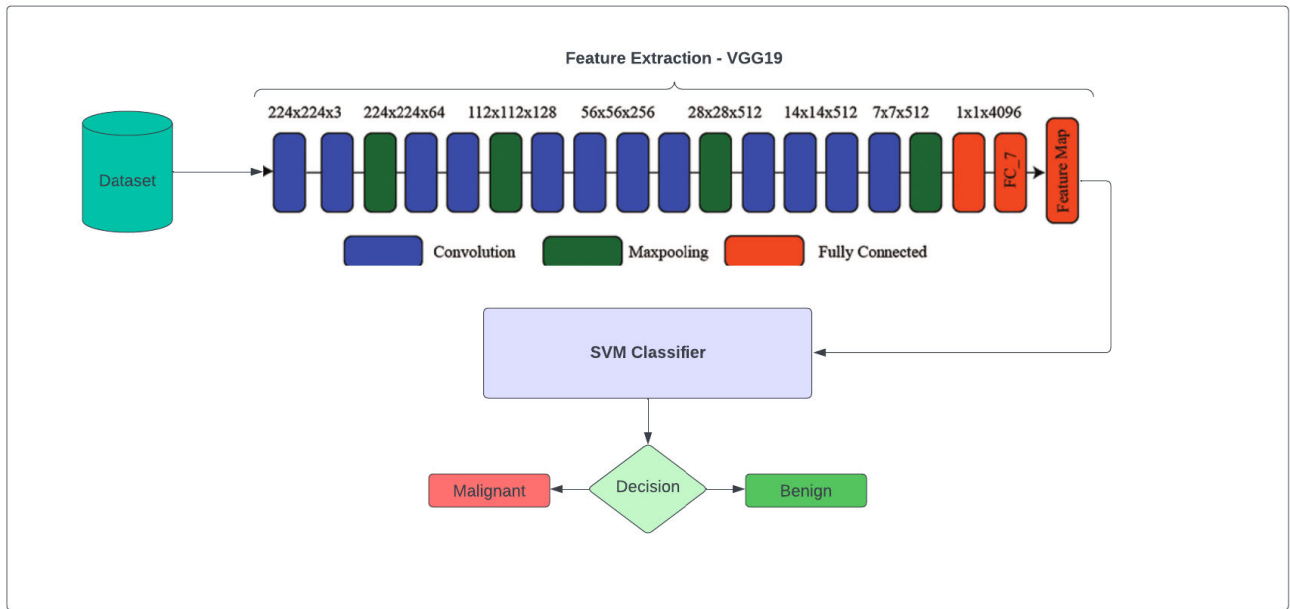 Feature Extraction - VGG19
224x224x3
224x224x64
112x112x128
56x56x256
28x28x512
14x14x512
7x7x512
1x1x4096
Dataset
FC_7
Feature Map
Convolution
Maxpooling
Fully Connected
SVM Classifier
Decision
Malignant
Benign